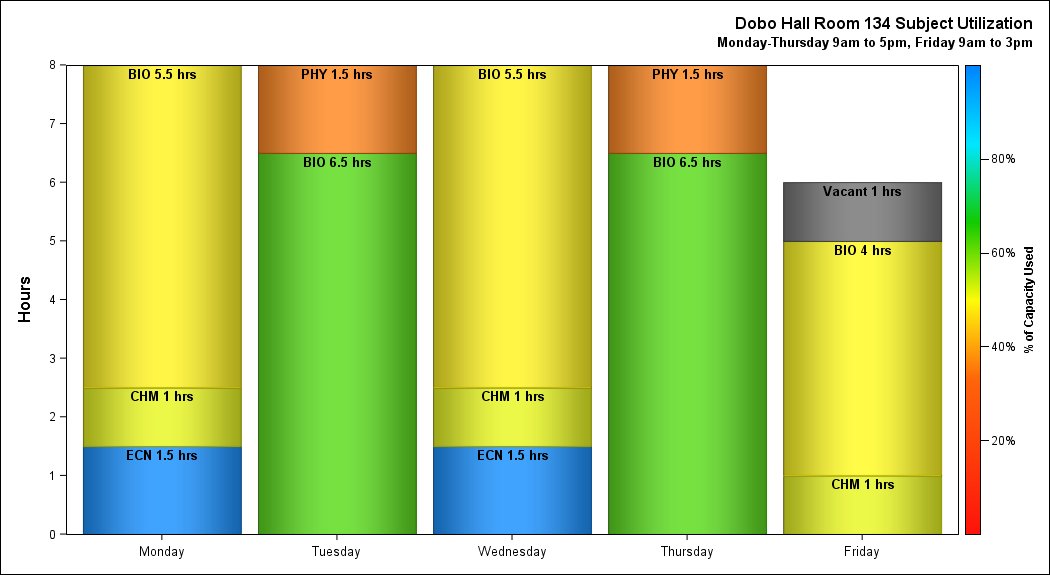 Dobo Hall Room 134 Subject Utilization
Monday-Thursday 9am to 5pm, Friday 9am to 3pm
Hours
8
7
6
5
4
3
2
1
0
BIO 5.5 hrs
CHM 1 hrs
ECN 1.5 hrs
PHY 1.5 hrs
BIO 6.5 hrs
BIO 5.5 hrs
CHM 1 hrs
ECN 1.5 hrs
PHY 1.5 hrs
BIO 6.5 hrs
Vacant 1 hrs
BIO 4 hrs
CHM 1 hrs
Monday Tuesday Wednesday Thursday Friday
80%
60%
40%
20%
% of Capacity Used